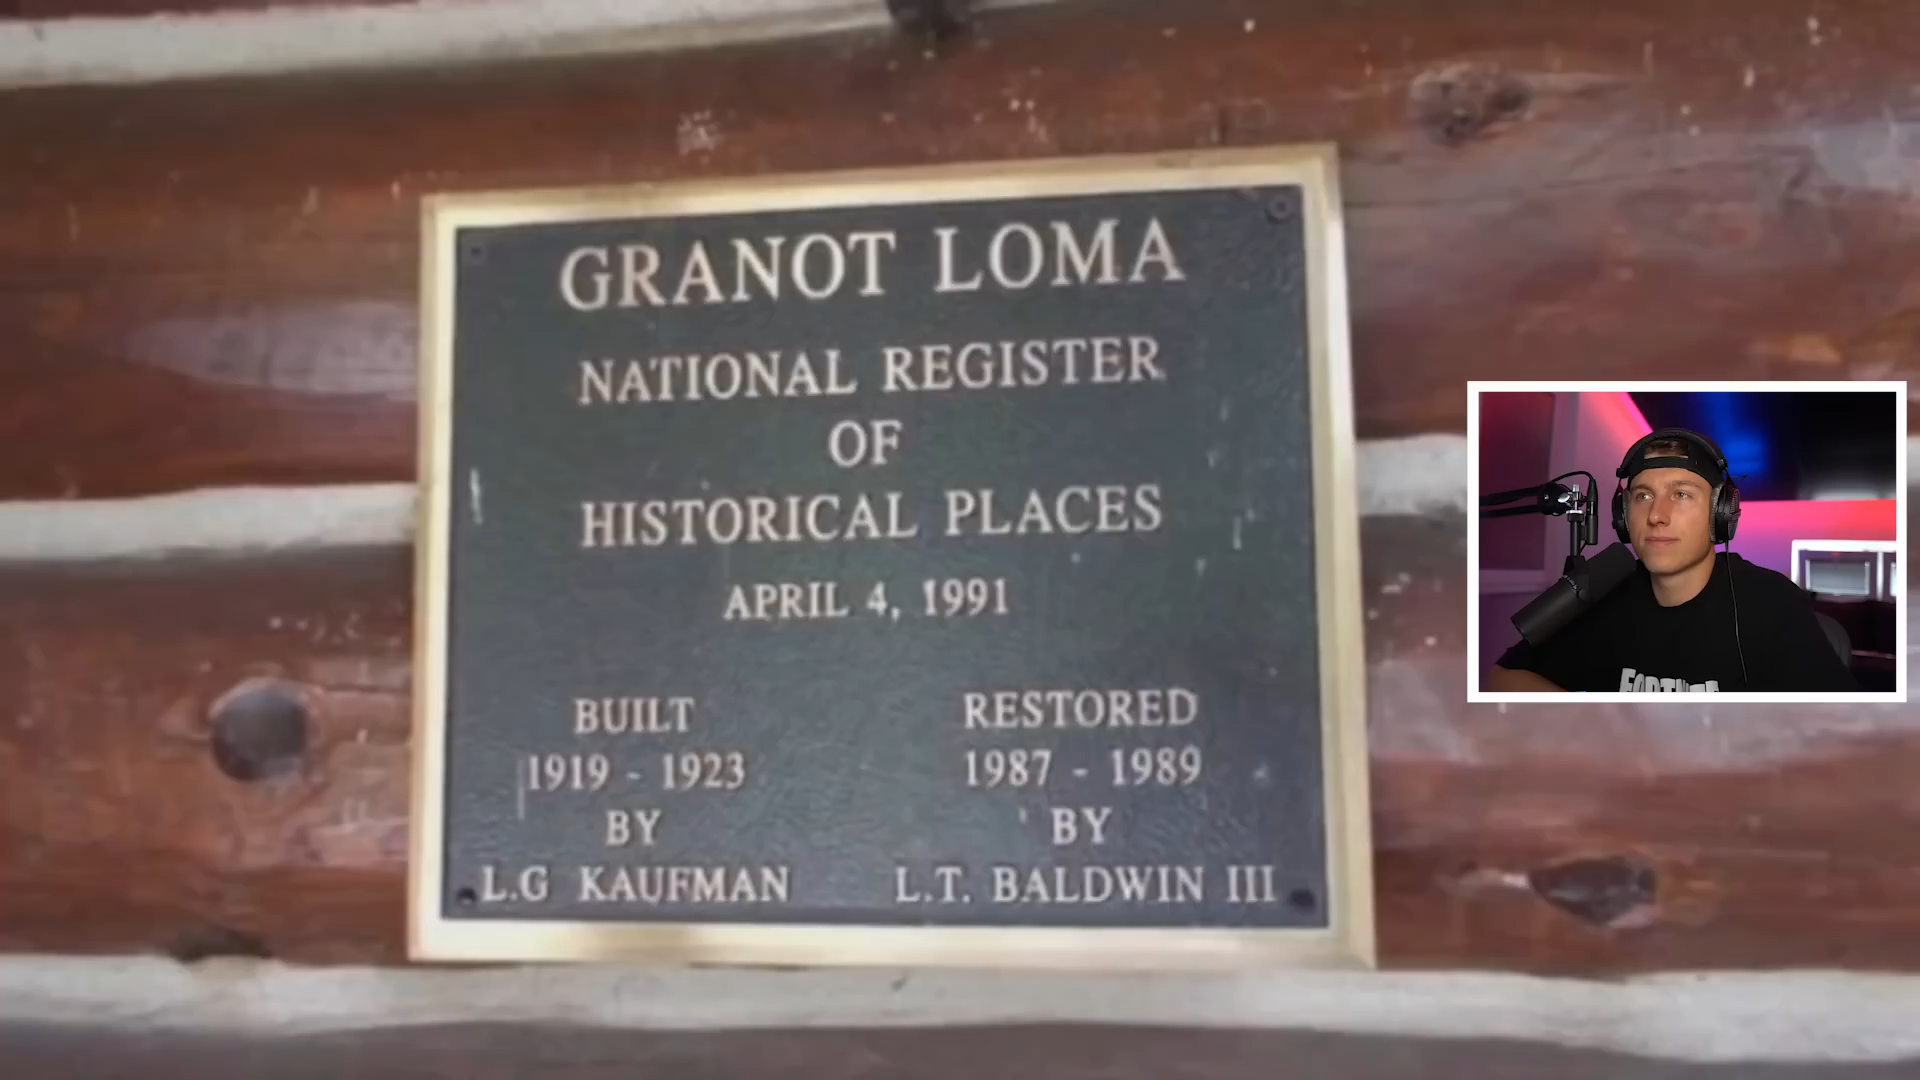 GRANOT LOMA
NATIONAL REGISTER
OF
HISTORICAL PLACES
APRIL 4, 1991
BUILT
1919 - 1923
BY
L.G KAUFMAN
RESTORED
1987 - 1989
BY
L.T. BALDWIN III